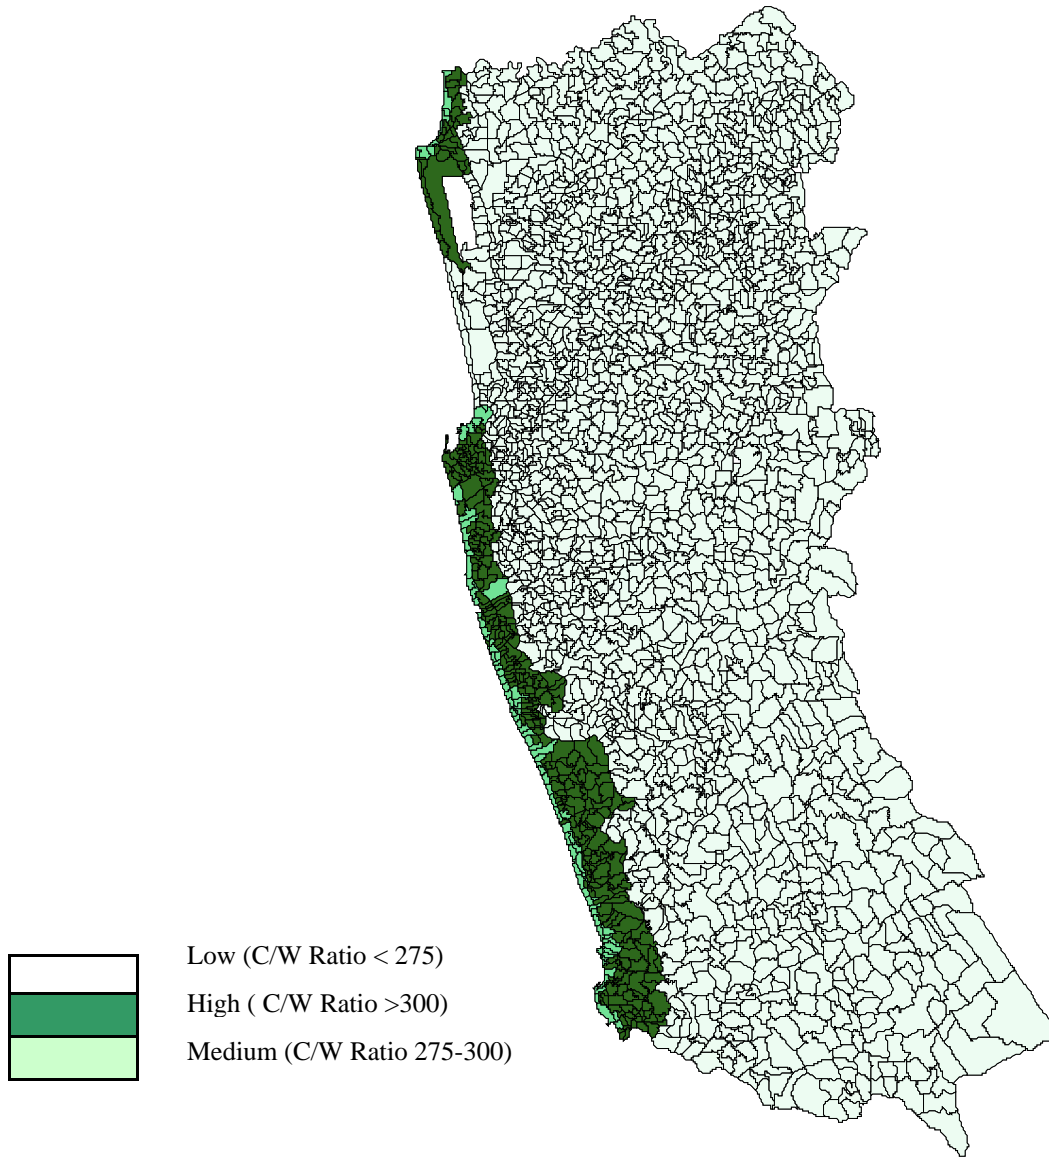 Low (C/W Ratio < 275)
High ( C/W Ratio >300)
Medium (C/W Ratio 275-300)